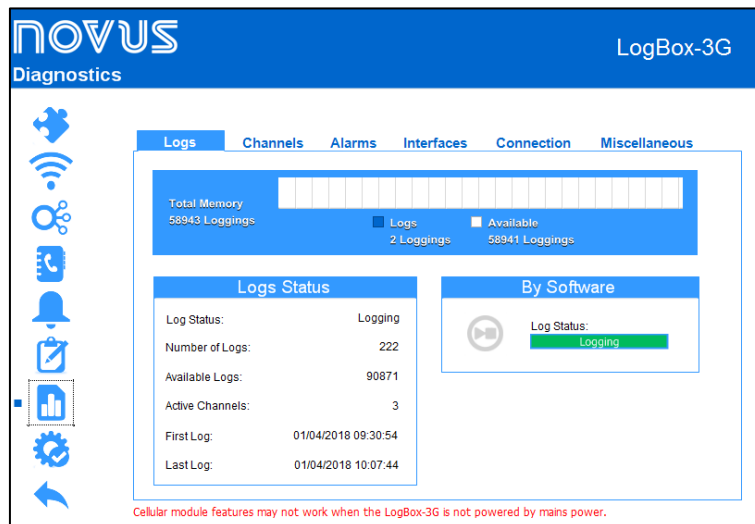 NOVUS
LogBox-3G
Diagnostics
Logs Channels Alarms Interfaces Connection Miscellaneous
Total Memory
58943 Loggings
Logs
2 Loggings
Available
58941 Loggings
Logs Status
Log Status: Logging
Number of Logs: 222
Available Logs: 90871
Active Channels: 3
First Log: 01/04/2018 09:30:54
Last Log: 01/04/2018 10:07:44
By Software
Log Status:
Logging
Cellular module features may not work when the LogBox-3G is not powered by mains power.